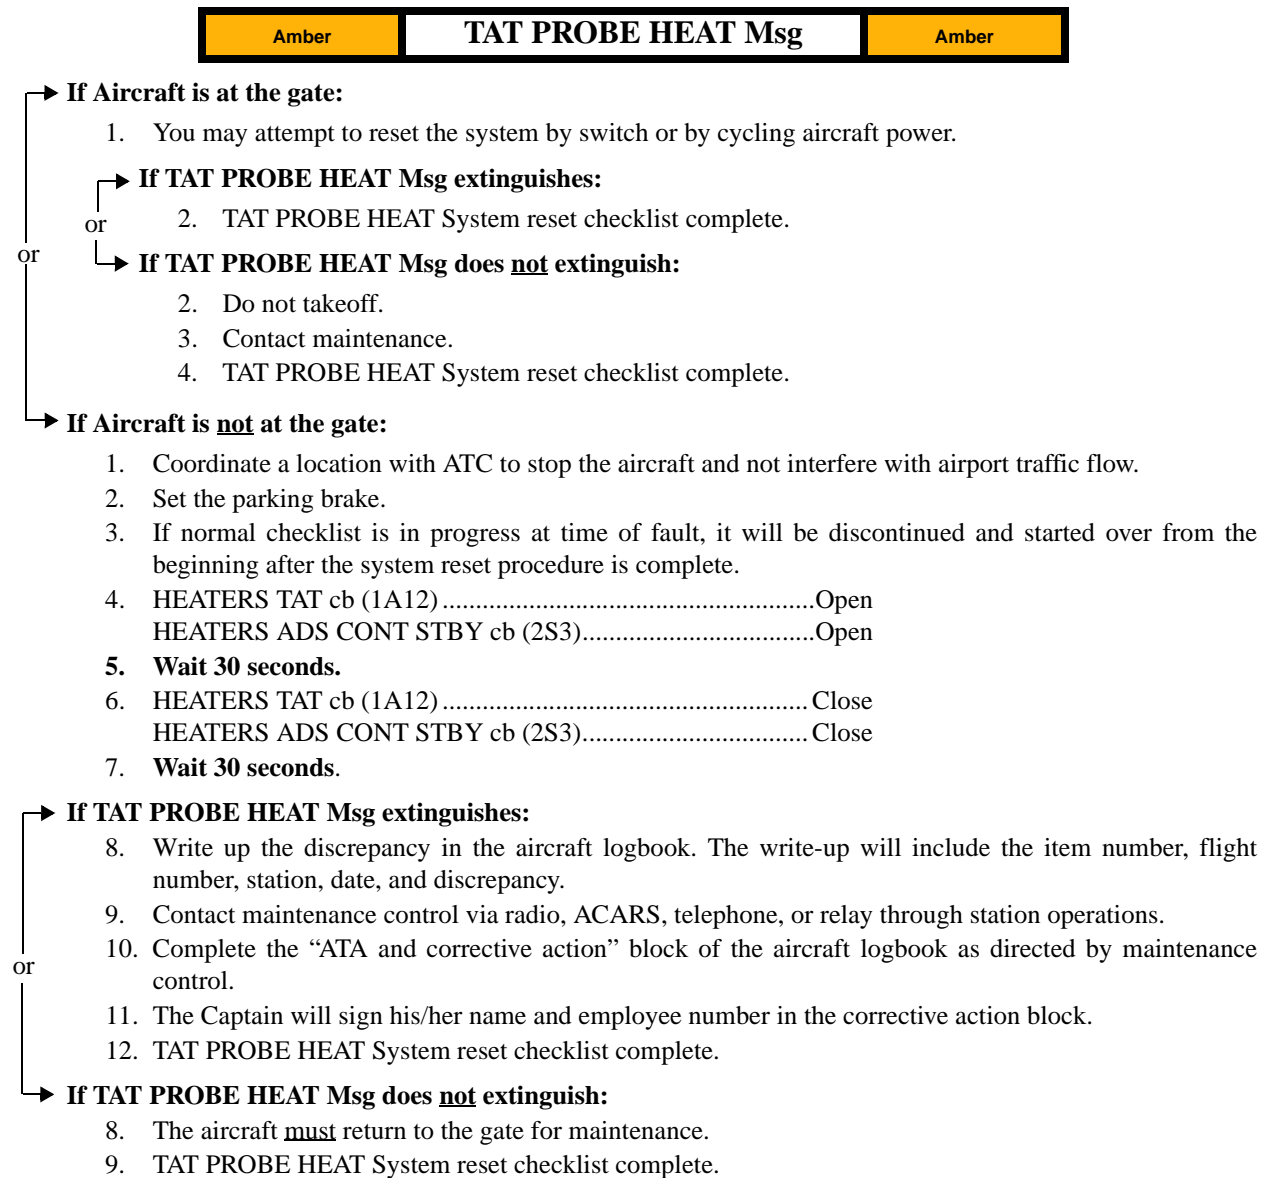 Amber TAT PROBE HEAT Msg Amber
If Aircraft is at the gate:
1. You may attempt to reset the system by switch or by cycling aircraft power.
If TAT PROBE HEAT Msg extinguishes:
or
2. TAT PROBE HEAT System reset checklist complete.
or
If TAT PROBE HEAT Msg does not extinguish:
2. Do not takeoff.
3. Contact maintenance.
4. TAT PROBE HEAT System reset checklist complete.
If Aircraft is not at the gate:
1. Coordinate a location with ATC to stop the aircraft and not interfere with airport traffic flow.
2. Set the parking brake.
3. If normal checklist is in progress at time of fault, it will be discontinued and started over from the
beginning after the system reset procedure is complete.
4. HEATERS TAT cb (1A12) ........................................................Open
HEATERS ADS CONT STBY cb (2S3)...................................Open
5. Wait 30 seconds.
6. HEATERS TAT cb (1A12) ....................................................... Close
HEATERS ADS CONT STBY cb (2S3).................................. Close
7. Wait 30 seconds.
If TAT PROBE HEAT Msg extinguishes:
8. Write up the discrepancy in the aircraft logbook. The write-up will include the item number, flight
number, station, date, and discrepancy.
9. Contact maintenance control via radio, ACARS, telephone, or relay through station operations.
10. Complete the “ATA and corrective action” block of the aircraft logbook as directed by maintenance
or
control.
11. The Captain will sign his/her name and employee number in the corrective action block.
12. TAT PROBE HEAT System reset checklist complete.
If TAT PROBE HEAT Msg does not extinguish:
8. The aircraft must return to the gate for maintenance.
9. TAT PROBE HEAT System reset checklist complete.